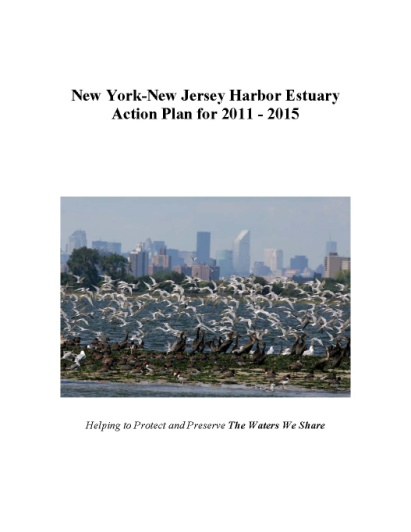 New York-New Jersey Harbor Estuary
Action Plan for 2011 - 2015
Helping to Protect and Preserve The Waters We Share